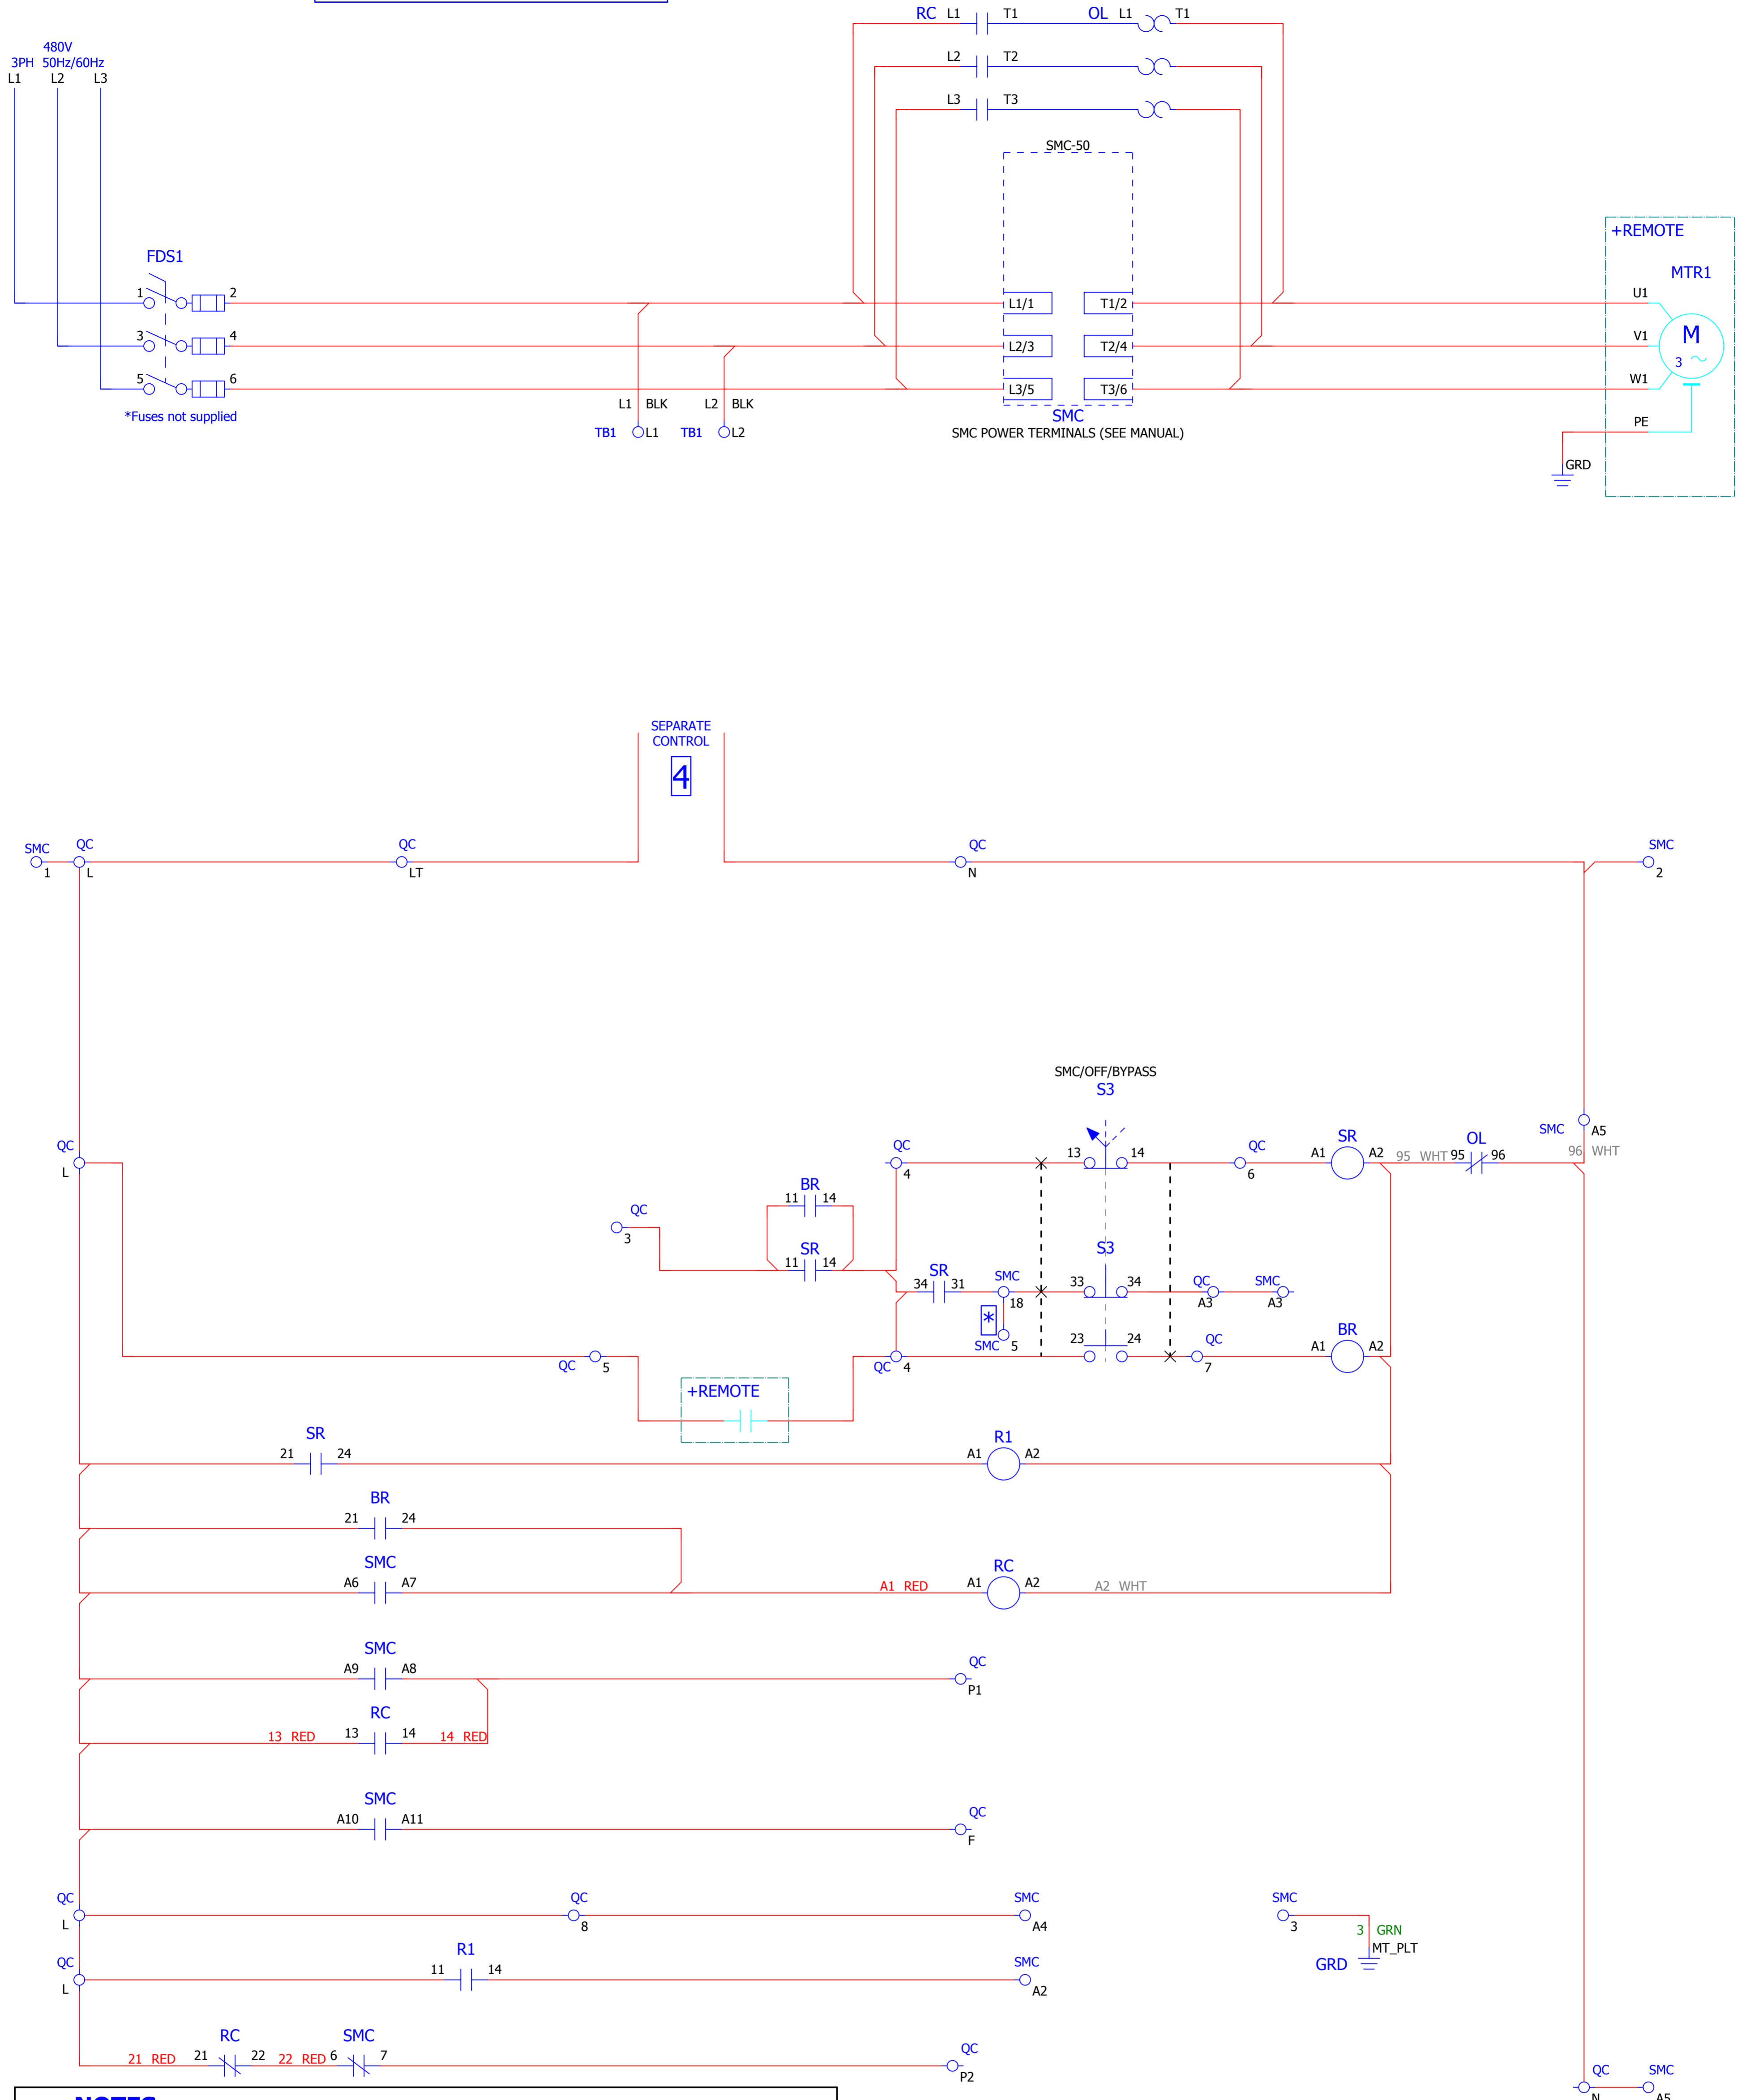 RC L1 T1 OL L1 T1
480V
3PH 50Hz/60Hz
L1 L2 L3
L2 T2
L3 T3
SMC-50
+REMOTE
MTR1
FDS1
1 2 L1/1 T1/2 U1
3 4 L2/3 T2/4 V1 M
3
5 6 L3/5 T3/6 W1
*Fuses not supplied
L1 BLK L2 BLK
SMC
PE
TB1 L1 TB1 L2
SMC POWER TERMINALS (SEE MANUAL)
GRD
SEPARATE
CONTROL
4
SMC QC QC QC SMC
1 L LT N 2
SMC/OFF/BYPASS
S3
SMC A5
QC QC 13 14 QC SR OL
L 4 6 A1 A2 95 WHT 95 96 96 WHT
BR
11 14
QC
3
SR
11 14
S3
SR
34 31
SMC
18
33 34
QC
A3
SMC
A3
*
SMC 5
23 24
QC
7
BR
A1 A2
QC 5
QC 4
+REMOTE
SR
21 24
R1
A1 A2
BR
21 24
SMC
A6 A7
RC
A1 RED A1 A2 A2 WHT
SMC
A9 A8
QC
P1
RC
13 RED 13 14 14 RED
SMC
A10 A11
QC
F
QC QC SMC SMC
L 8 A4 3
3 GRN
MT_PLT
GRD
QC R1 SMC
L 11 14 A2
RC SMC QC
21 RED 21 22 22 RED 6 7 P2
QC SMC
N A5
NOTES